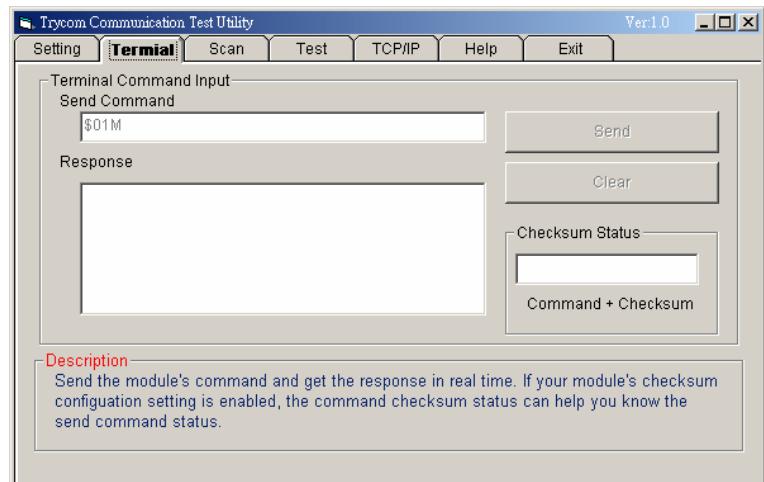 Trycom Communication Test Utility Ver:1.0
Setting Termial Scan Test TCP/IP Help Exit
Terminal Command Input
Send Command
$01M
Send
Response
Clear
Checksum Status
Command + Checksum
Description
Send the module's command and get the response in real time. If your module's checksum
configuation setting is enabled, the command checksum status can help you know the
send command status.